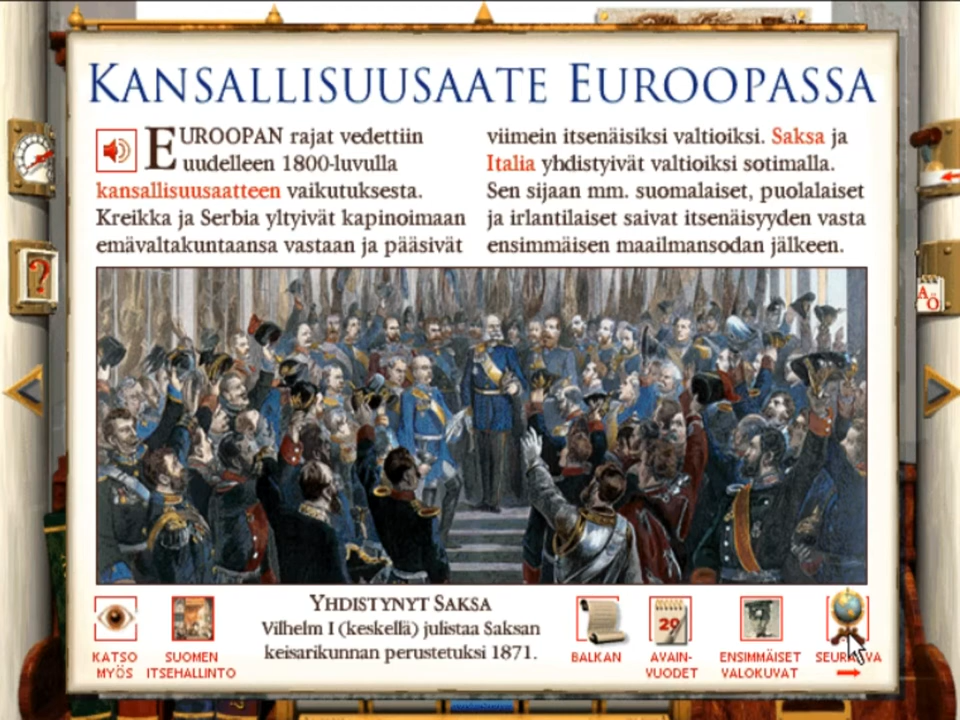 KANSALLISUUSAATE EUROOPASSA
EUROOPAN rajat vedettiin
uudelleen 1800-luvulla
kansallisuusaatteen vaikutuksesta.
Kreikka ja Serbia yltyivät kapinoimaan
emävaltakuntaansa vastaan ja pääsivät
viimein itsenäisiksi valtioiksi. Saksa ja
Italia yhdistyivät valtioiksi sotimalla.
Sen sijaan mm. suomalaiset, puolalaiset
ja irlantilaiset saivat itsenäisyyden vasta
ensimmäisen maailmansodan jälkeen.
?
A
Ö
YHDISTYNYT SAKSA
Vilhelm I (keskellä) julistaa Saksan
keisarikunnan perustetuksi 1871.
KATSO
MYÖS
SUOMEN
ITSEHALLINTO
BALKAN
29
AVAIN-
VUODET
ENSIMMÄISET
VALOKUVAT
SEURAAVA